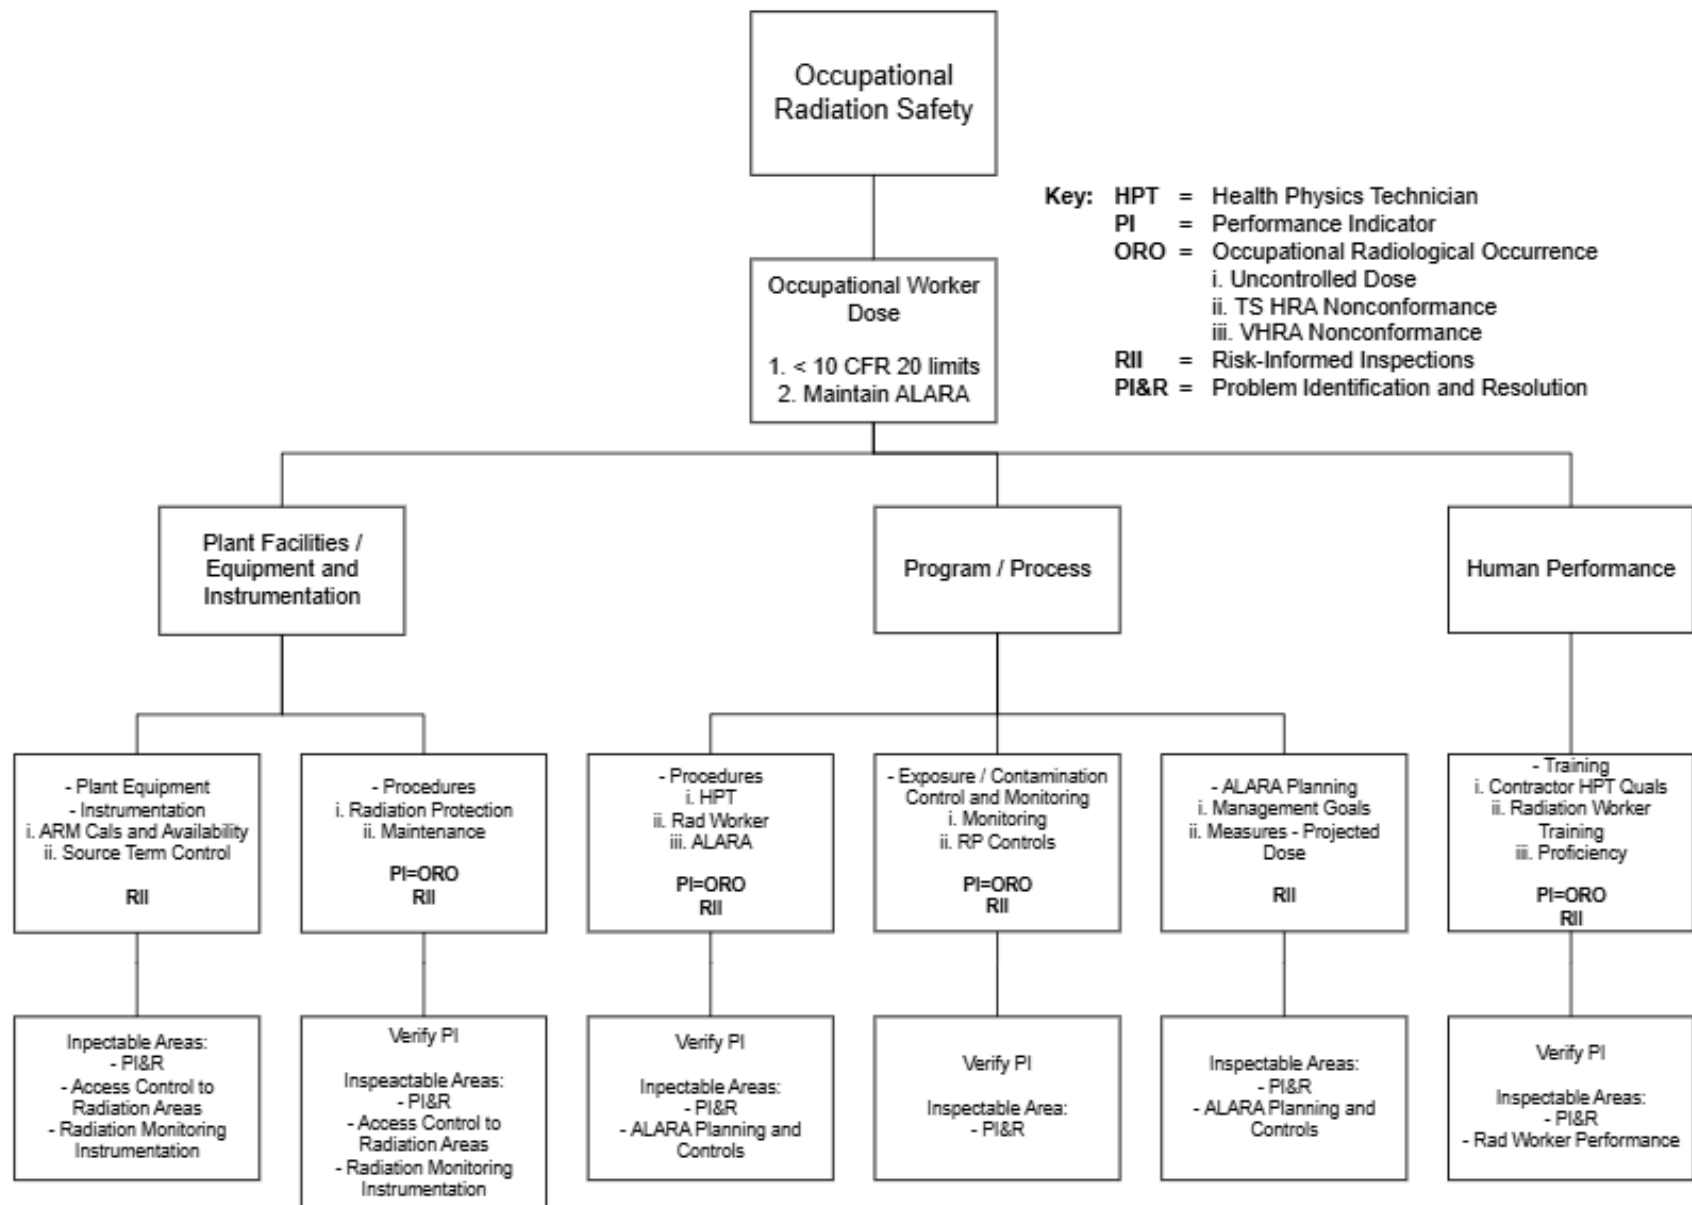 Occupational
Radiation Safety
Key: HPT = Health Physics Technician
PI = Performance Indicator
ORO = Occupational Radiological Occurrence
i. Uncontrolled Dose
ii. TS HRA Nonconformance
iii. VHRA Nonconformance
RII = Risk-Informed Inspections
PI&R = Problem Identification and Resolution
Occupational Worker
Dose
1. < 10 CFR 20 limits
2. Maintain ALARA
Plant Facilities /
Equipment and
Instrumentation
Program / Process
Human Performance
- Plant Equipment
- Instrumentation
i. ARM Cals and Availability
ii. Source Term Control
RII
- Procedures
i. Radiation Protection
ii. Maintenance
PI=ORO
RII
- Procedures
i. HPT
ii. Rad Worker
iii. ALARA
PI=ORO
RII
- Exposure / Contamination
Control and Monitoring
i. Monitoring
ii. RP Controls
PI=ORO
RII
- ALARA Planning
i. Management Goals
ii. Measures - Projected
Dose
RII
- Training
i. Contractor HPT Quals
ii. Radiation Worker
Training
iii. Proficiency
PI=ORO
RII
Inpectable Areas:
- PI&R
- Access Control to
Radiation Areas
- Radiation Monitoring
Instrumentation
Verify PI
Inspeactable Areas:
- PI&R
- Access Control to
Radiation Areas
- Radiation Monitoring
Instrumentation
Verify PI
Inpectable Areas:
- PI&R
- ALARA Planning and
Controls
Verify PI
Inspectable Area:
- PI&R
Inspectable Areas:
- PI&R
- ALARA Planning and
Controls
Verify PI
Inspectable Areas:
- PI&R
- Rad Worker Performance